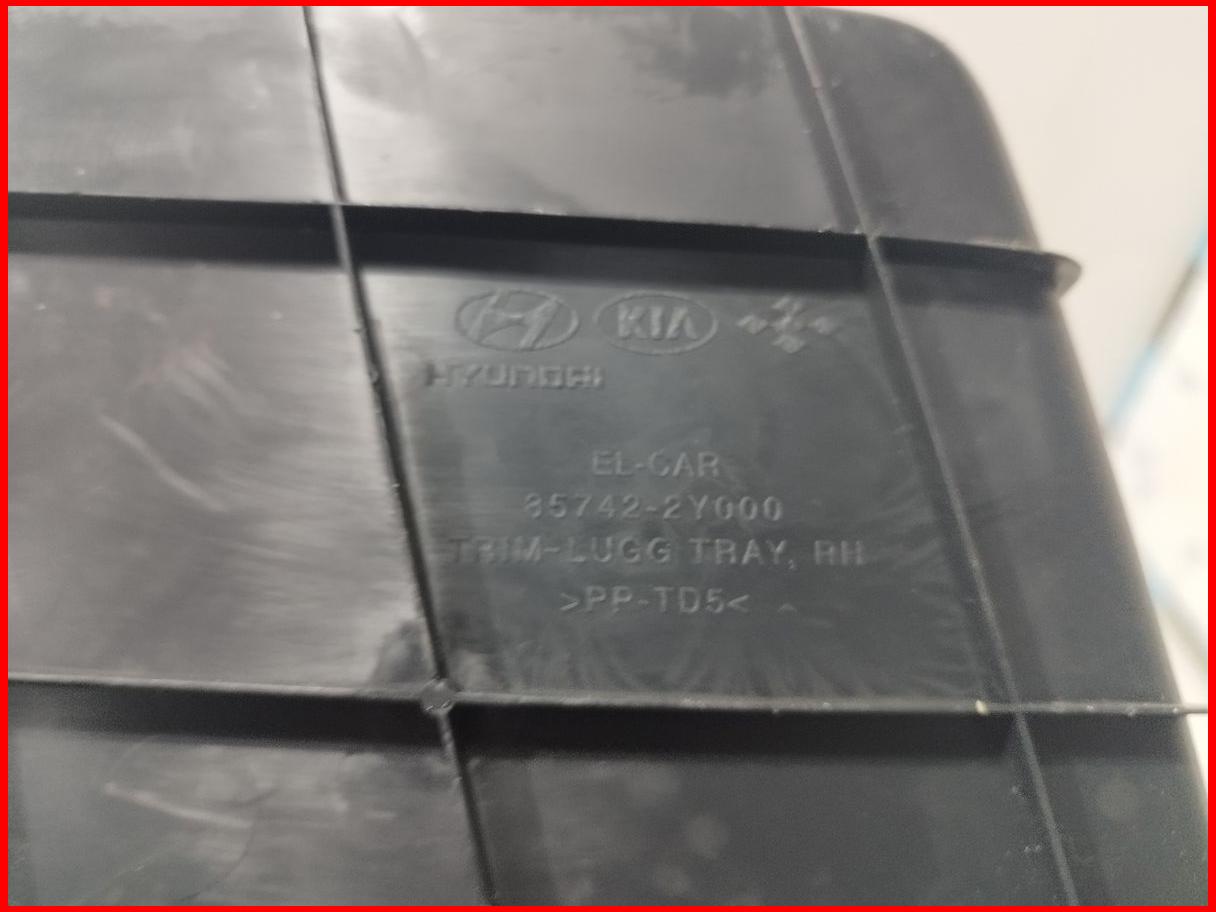 KIA
HYUNDAI
EL-CAR
85742-2Y000
TRIM-LUGG TRAY, RH
>PP-TD5<